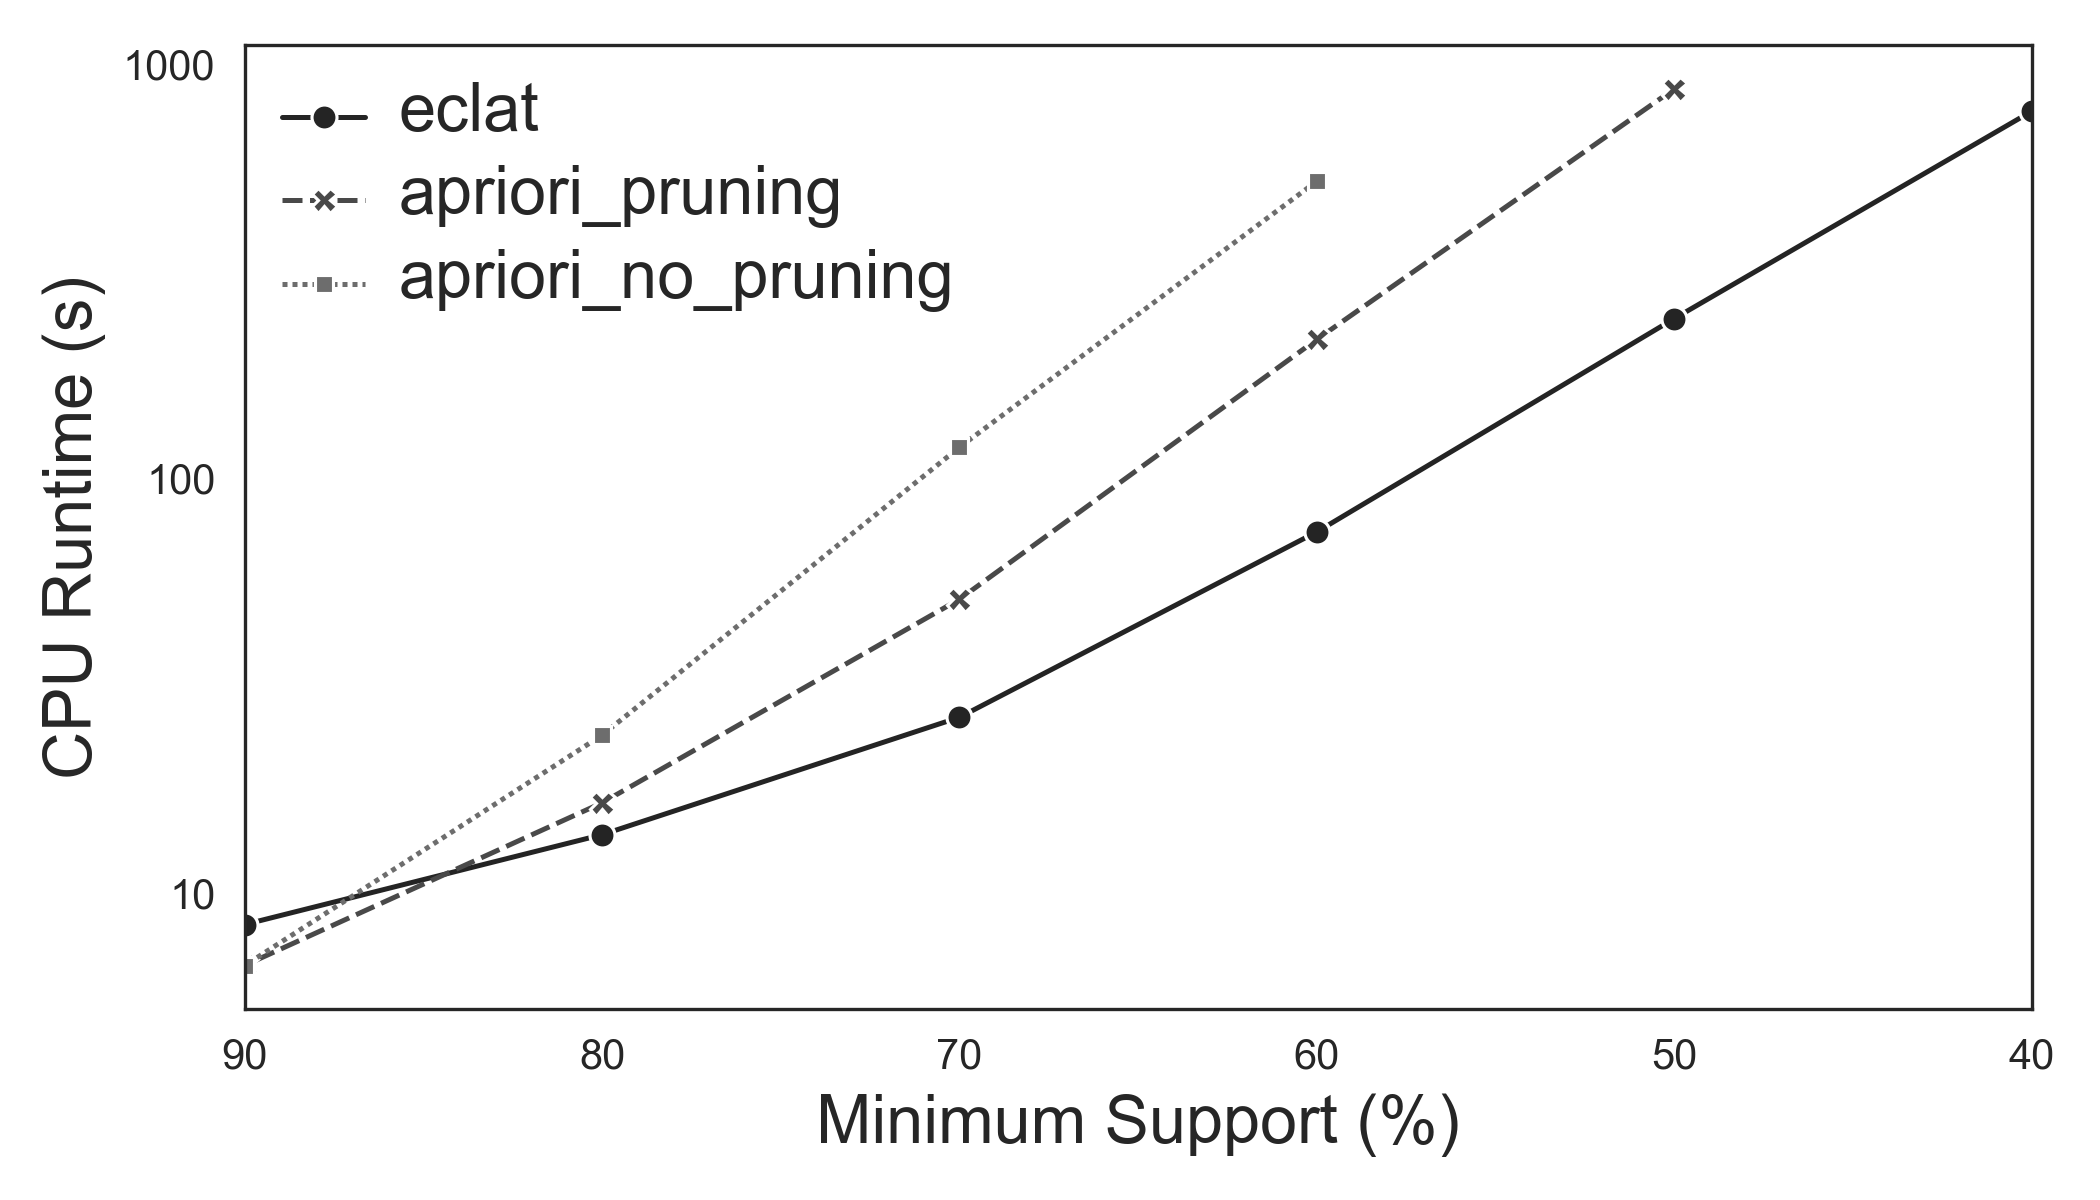 1000
100
10
CPU Runtime (s)
eclat
apriori_pruning
apriori_no_pruning
90 80 70 60 50 40
Minimum Support (%)